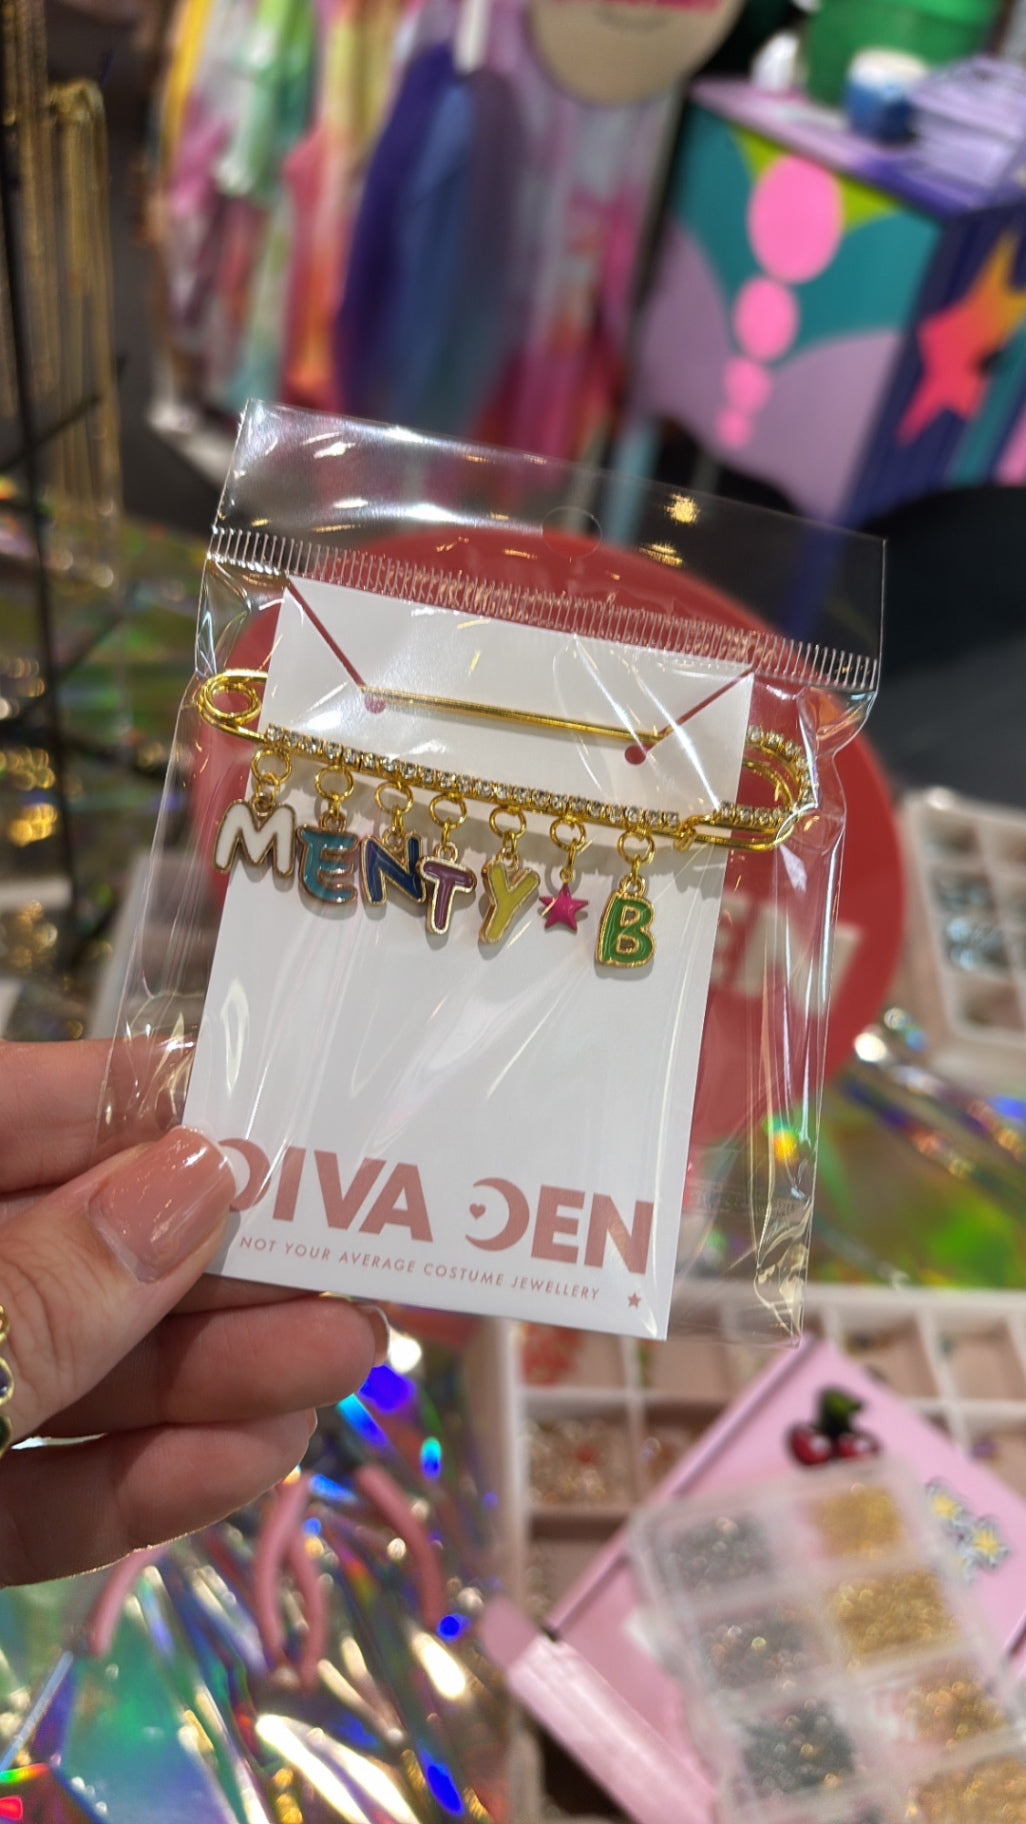 MENTY★B
DIVA DEN
NOT YOUR AVERAGE COSTUME JEWELLERY